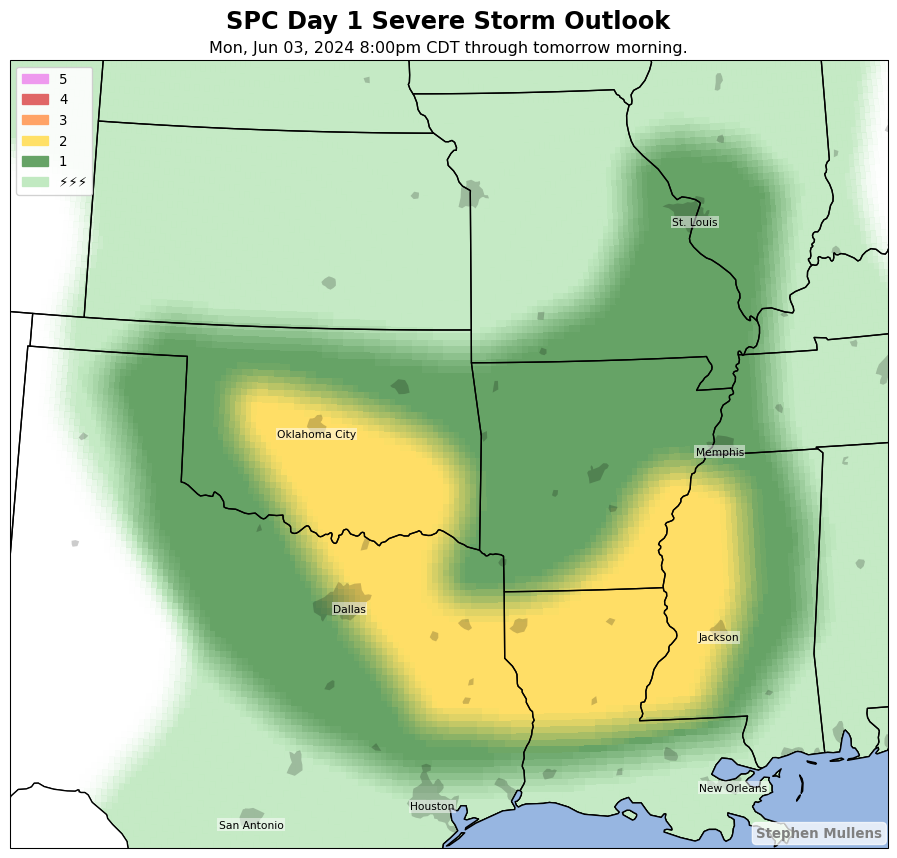 SPC Day 1 Severe Storm Outlook
Mon, Jun 03, 2024 8:00pm CDT through tomorrow morning.
5
4
3
2
1
⚡⚡⚡
St. Louis
Oklahoma City
Memphis
Dallas
Jackson
New Orleans
Houston
San Antonio
Stephen Mullens